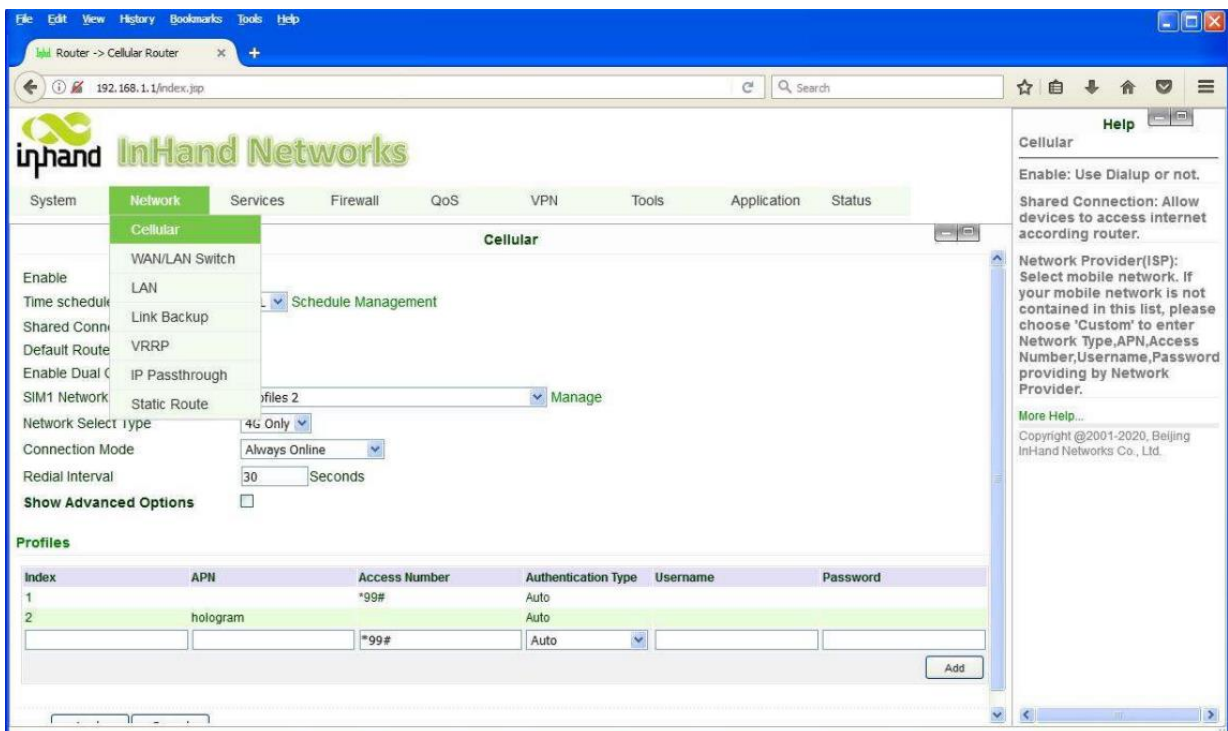 File Edit View History Bookmarks Tools Help
Router -> Cellular Router × +
192.168.1.1/index.jsp Search
inhand InHand Networks
System Network Services Firewall QoS VPN Tools Application Status
Cellular
WAN/LAN Switch
LAN
Link Backup
VRRP
IP Passthrough
Static Route
Cellular
Enable
Time schedule L Schedule Management
Shared Conn
Default Route
Enable Dual
SIM1 Network ofiles 2 Manage
Network Select Type 4G Only
Connection Mode Always Online
Redial Interval 30 Seconds
Show Advanced Options
Profiles
Index APN Access Number Authentication Type Username Password
1 *99# Auto
2 hologram Auto
*99# Auto
Add
Help
Cellular
Enable: Use Dialup or not.
Shared Connection: Allow
devices to access internet
according router.
Network Provider(ISP):
Select mobile network. If
your mobile network is not
contained in this list, please
choose 'Custom' to enter
Network Type,APN,Access
Number,Username,Password
providing by Network
Provider.
More Help...
Copyright @2001-2020, Beijing
InHand Networks Co., Ltd.